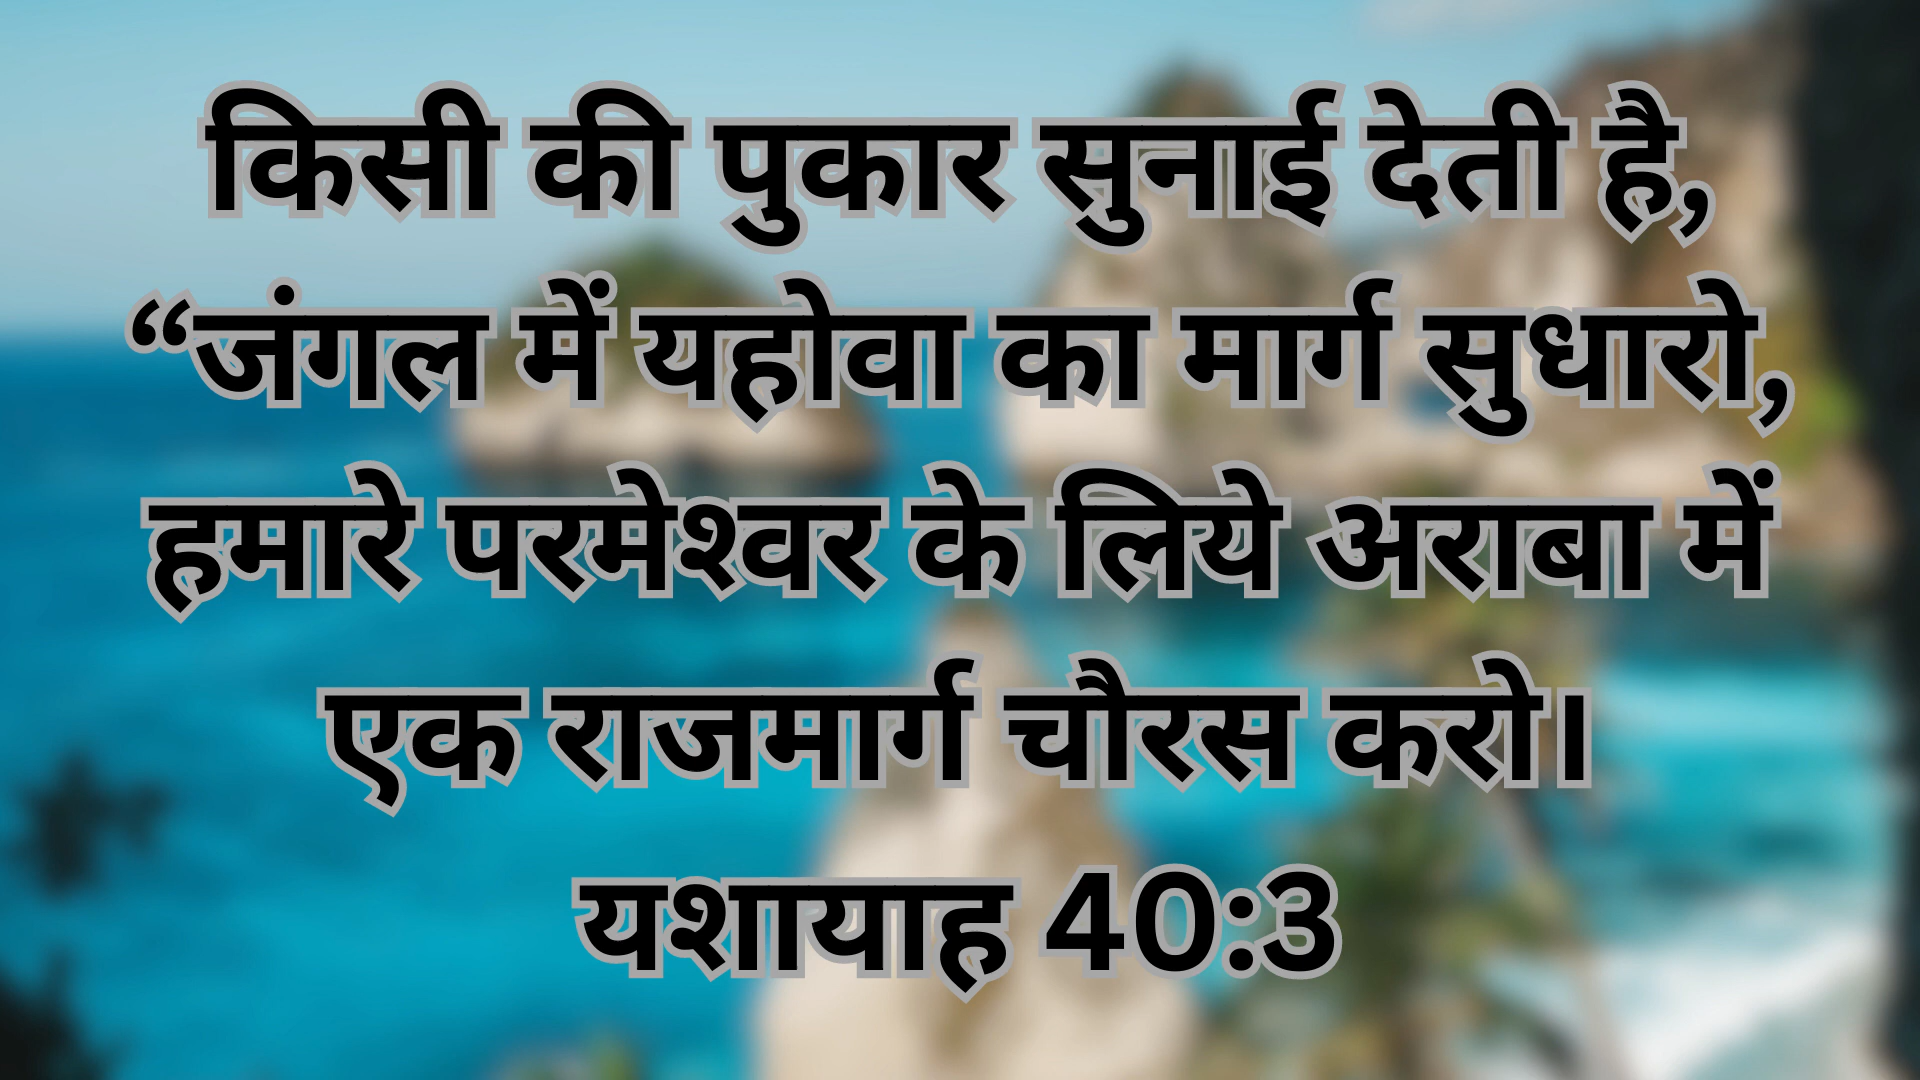 किसी की पुकार सुनाई देती है,
“जंगल में यहोवा का मार्ग सुधारो,
हमारे परमेश्वर के लिये अराबा में
एक राजमार्ग चौरस करो।
यशायाह 40:3